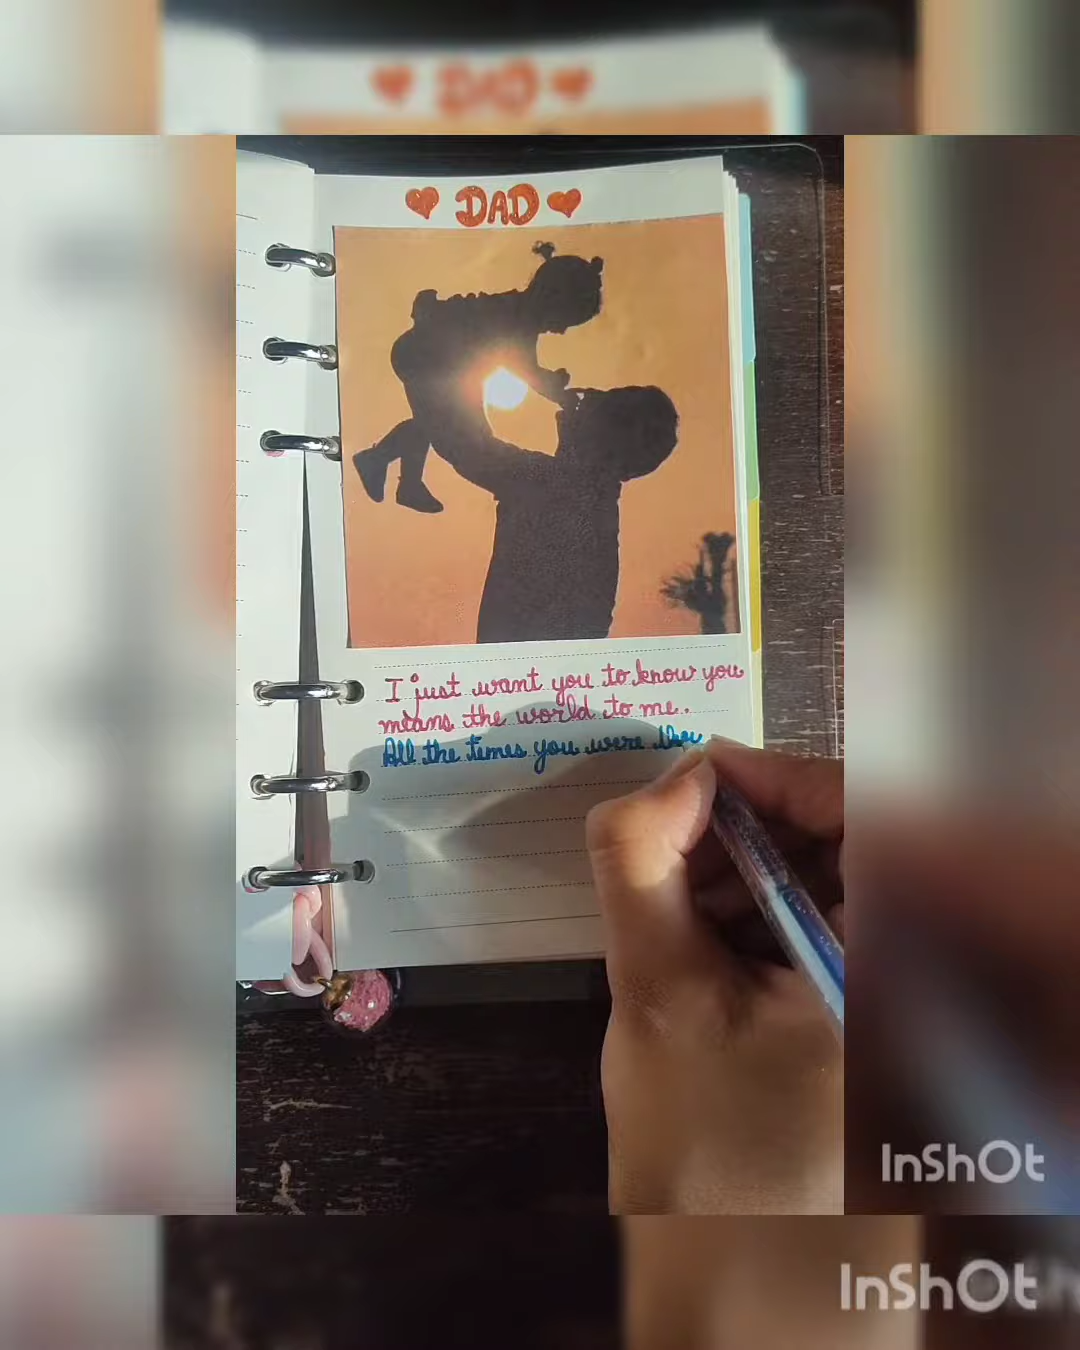 DAD
DAD
I just want you to know you
means the world to me.
All the times you were
InShOt
InShOt